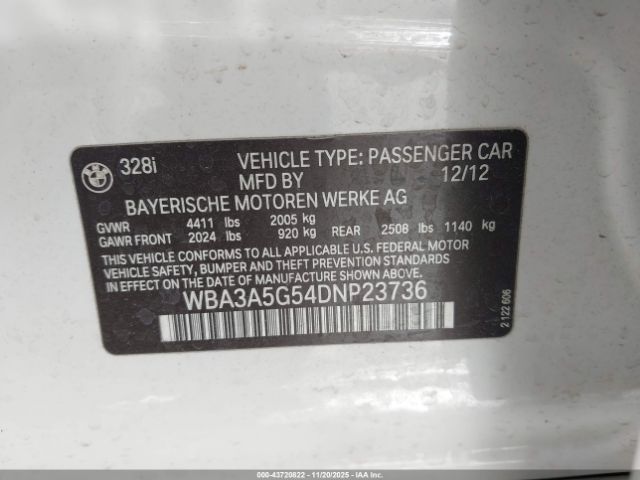 BMW
328i VEHICLE TYPE: PASSENGER CAR
MFD BY 12/12
BAYERISCHE MOTOREN WERKE AG
GVWR 4411 lbs 2005 kg
GAWR FRONT 2024 lbs 920 kg REAR 2508 lbs 1140 kg
THIS VEHICLE CONFORMS TO ALL APPLICABLE U.S. FEDERAL MOTOR
VEHICLE SAFETY, BUMPER AND THEFT PREVENTION STANDARDS
IN EFFECT ON THE DATE OF MANUFACTURE SHOWN ABOVE.
WBA3A5G54DNP23736
2 122 606
000-43720822 - 11/20/2025 - IAAI.COM